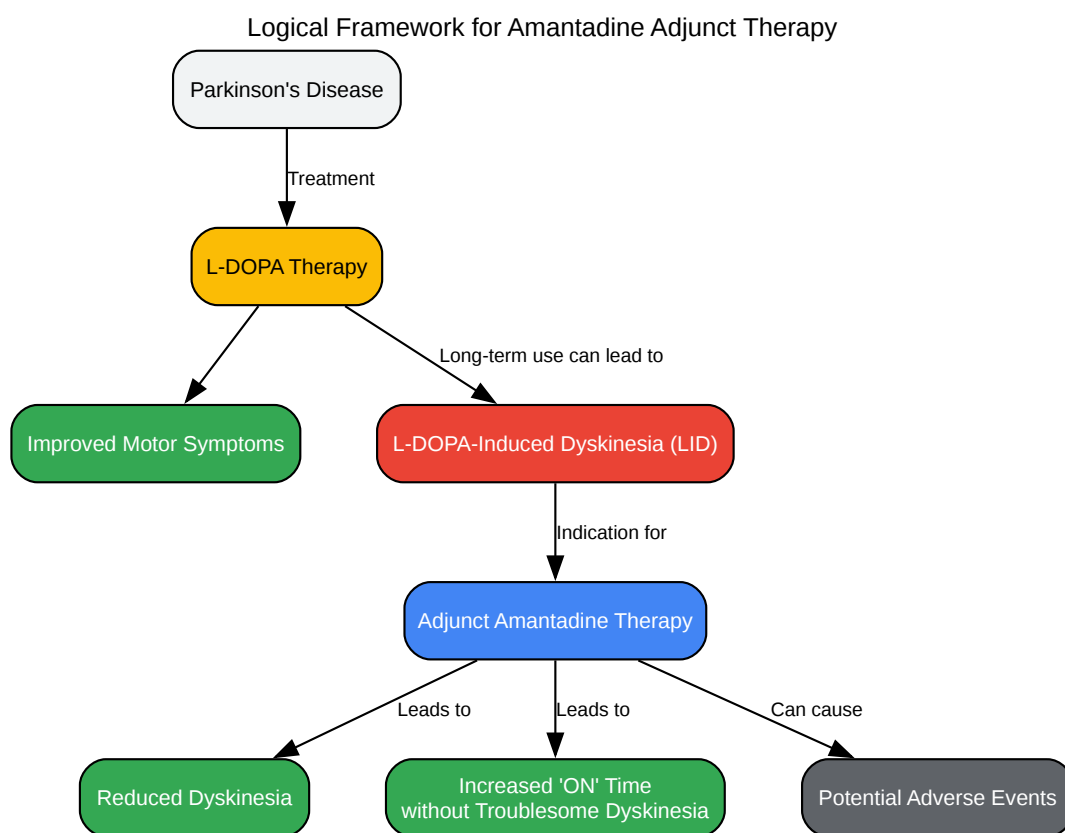 Logical Framework for Amantadine Adjunct Therapy
Parkinson's Disease
Treatment
L-DOPA Therapy
Long-term use can lead to
Improved Motor Symptoms
L-DOPA-Induced Dyskinesia (LID)
Indication for
Adjunct Amantadine Therapy
Leads to
Leads to
Can cause
Reduced Dyskinesia
Increased 'ON' Time
without Troublesome Dyskinesia
Potential Adverse Events